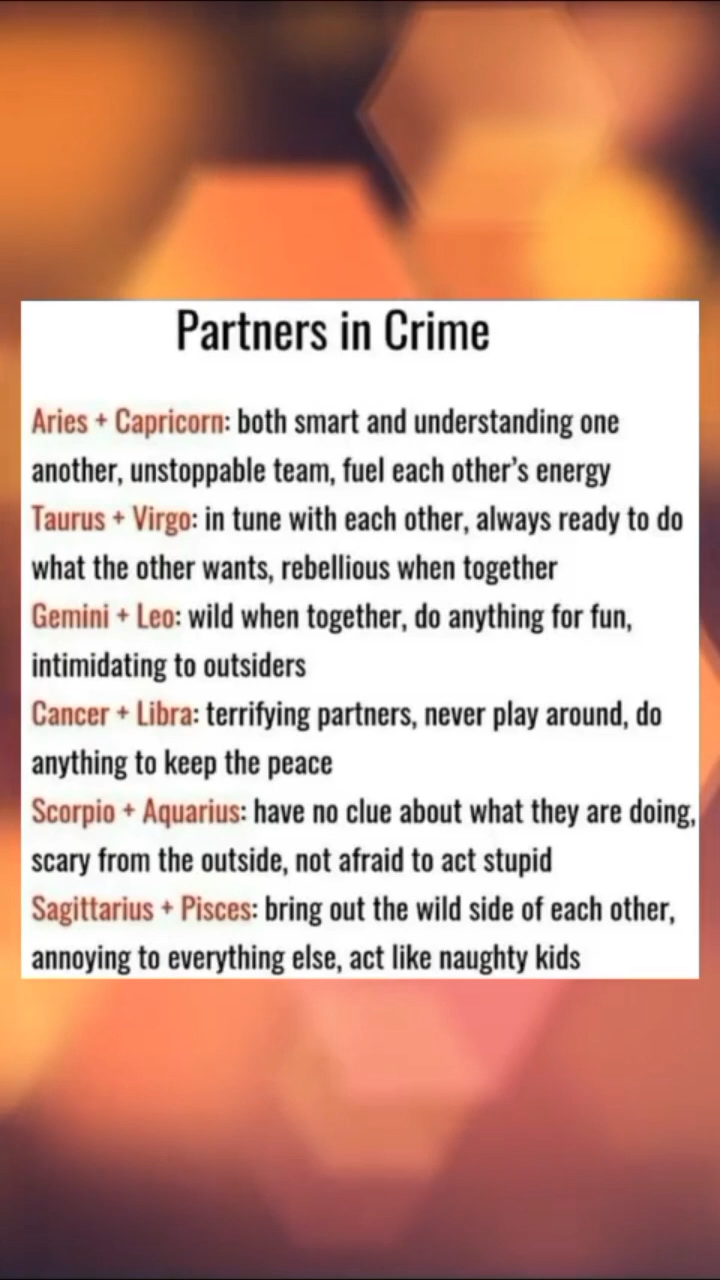 Partners in Crime
Aries + Capricorn: both smart and understanding one
another, unstoppable team, fuel each other's energy
Taurus + Virgo: in tune with each other, always ready to do
what the other wants, rebellious when together
Gemini + Leo: wild when together, do anything for fun,
intimidating to outsiders
Cancer + Libra: terrifying partners, never play around, do
anything to keep the peace
Scorpio + Aquarius: have no clue about what they are doing,
scary from the outside, not afraid to act stupid
Sagittarius + Pisces: bring out the wild side of each other,
annoying to everything else, act like naughty kids